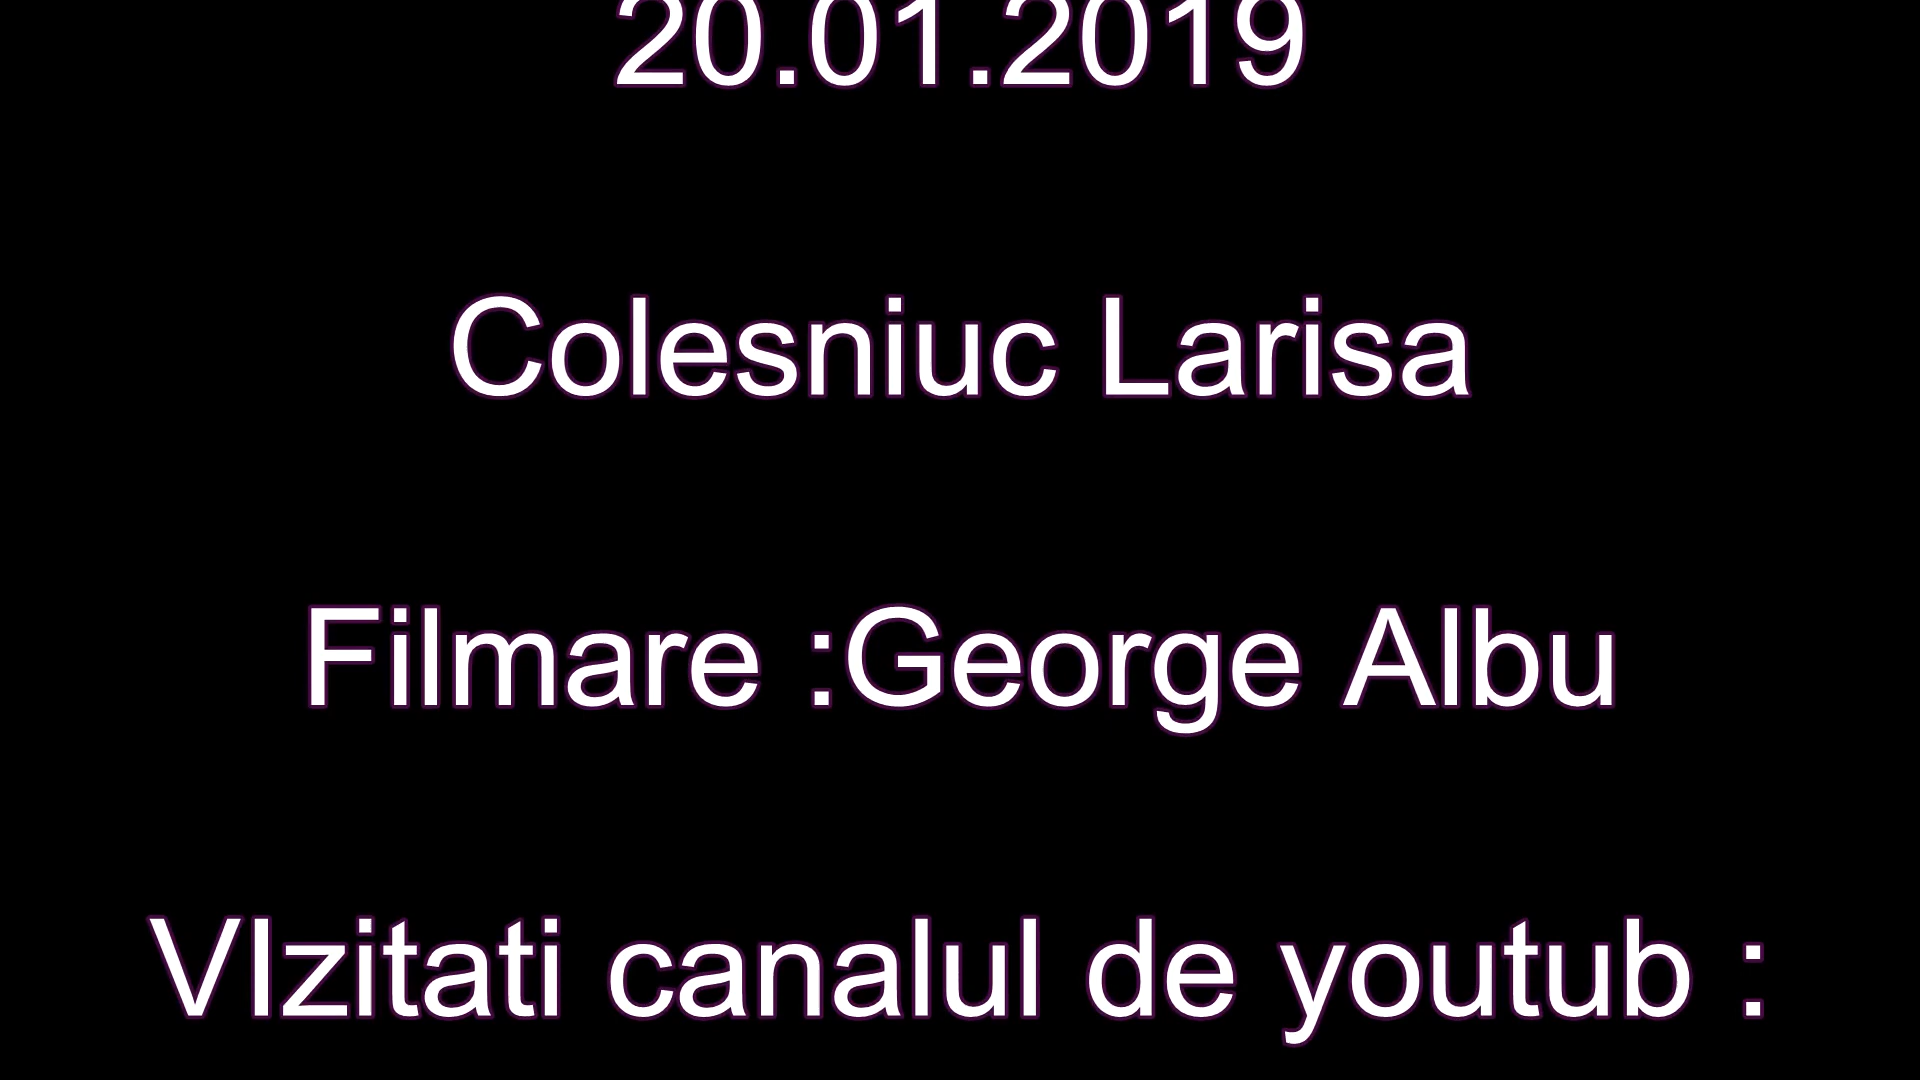 20.01.2019
Colesniuc Larisa
Filmare :George Albu
VIzitati canalul de youtub :